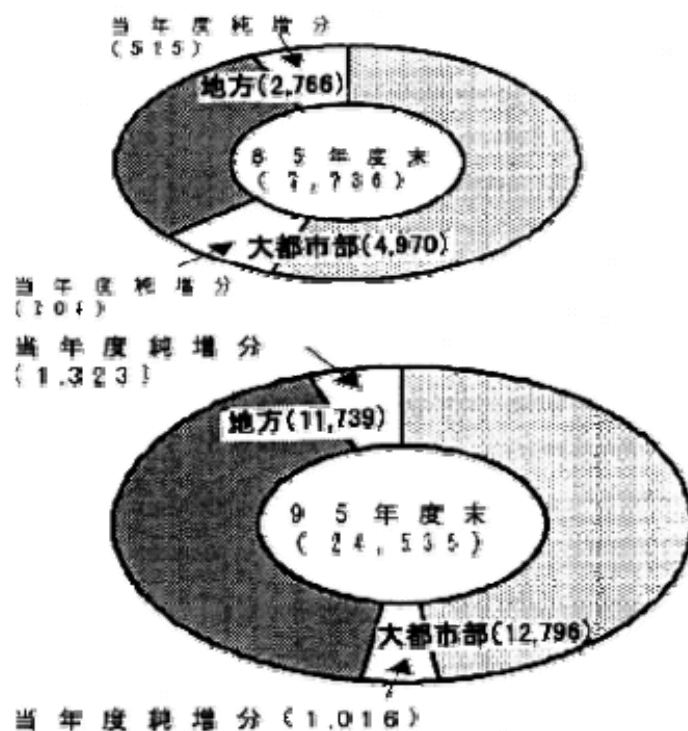 当年度純増分
(515)
地方(2,766)
85年度末
(7,736)
大都市部(4,970)
当年度純増分
当年度純増分
(1.323)
地方(11,739)
95年度末
(24,535)
大都市部(12,796)
当年度純増分(1.016)